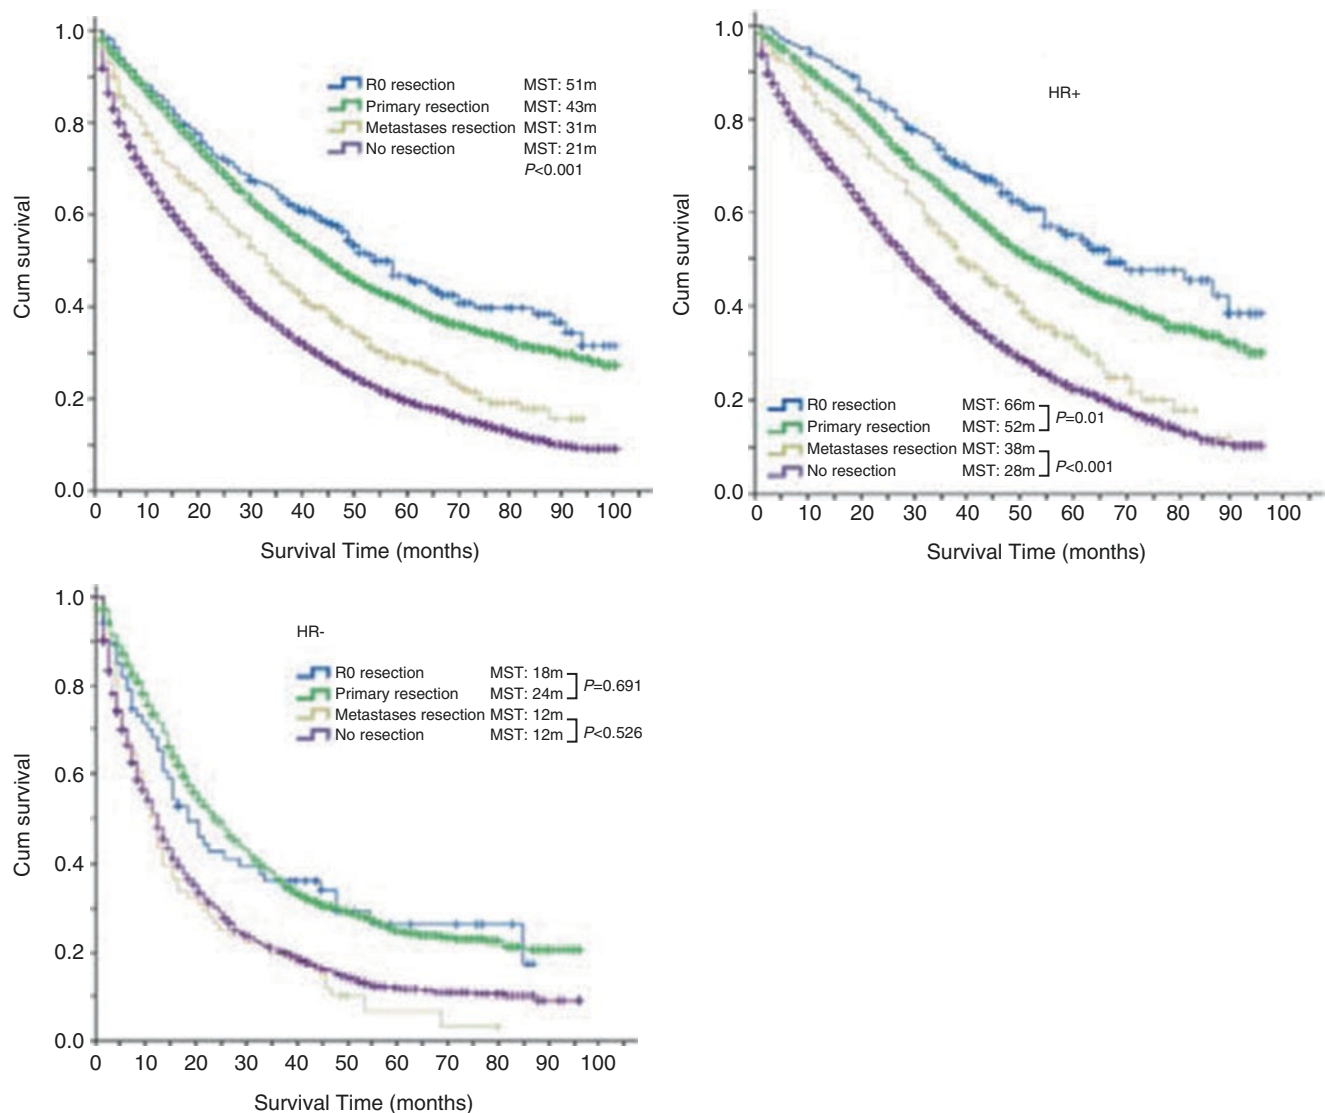 1.0
0.8
0.6
0.4
0.2
0.0
Cum survival
R0 resection MST: 51m
Primary resection MST: 43m
Metastases resection MST: 31m
No resection MST: 21m
P<0.001
0 10 20 30 40 50 60 70 80 90 100
Survival Time (months)
1.0
0.8
0.6
0.4
0.2
0.0
Cum survival
HR+
R0 resection MST: 66m
Primary resection MST: 52m
P=0.01
Metastases resection MST: 38m
No resection MST: 28m
P<0.001
0 10 20 30 40 50 60 70 80 90 100
Survival Time (months)
1.0
0.8
0.6
0.4
0.2
0.0
Cum survival
HR-
R0 resection MST: 18m
Primary resection MST: 24m
P=0.691
Metastases resection MST: 12m
No resection MST: 12m
P<0.526
0 10 20 30 40 50 60 70 80 90 100
Survival Time (months)